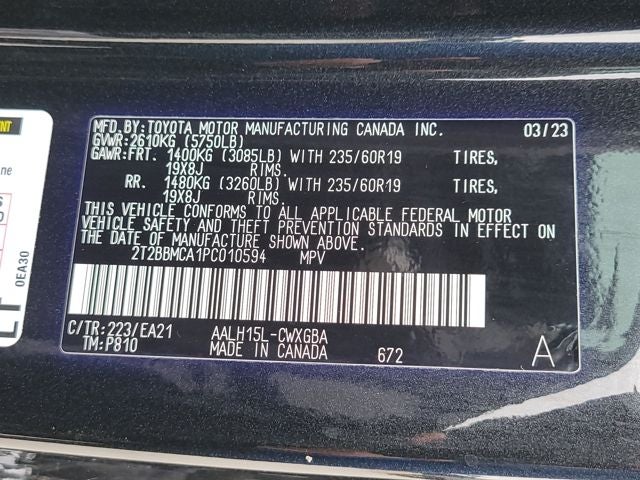 MFD.BY:TOYOTA MOTOR MANUFACTURING CANADA INC. 03/23
GVWR:2610KG (5750LB)
GAWR:FRT. 1400KG (3085LB) WITH 235/60R19 TIRES,
19X8J RIMS.
RR. 1480KG (3260LB) WITH 235/60R19 TIRES,
19X8J RIMS.
THIS VEHICLE CONFORMS TO ALL APPLICABLE FEDERAL MOTOR
VEHICLE SAFETY AND THEFT PREVENTION STANDARDS IN EFFECT ON
THE DATE OF MANUFACTURE SHOWN ABOVE.
2T2BBMCA1PC010594 MPV
C/TR:223/EA21 AALH15L-CWXGBA
TM:P810 MADE IN CANADA 672 A
0EA30